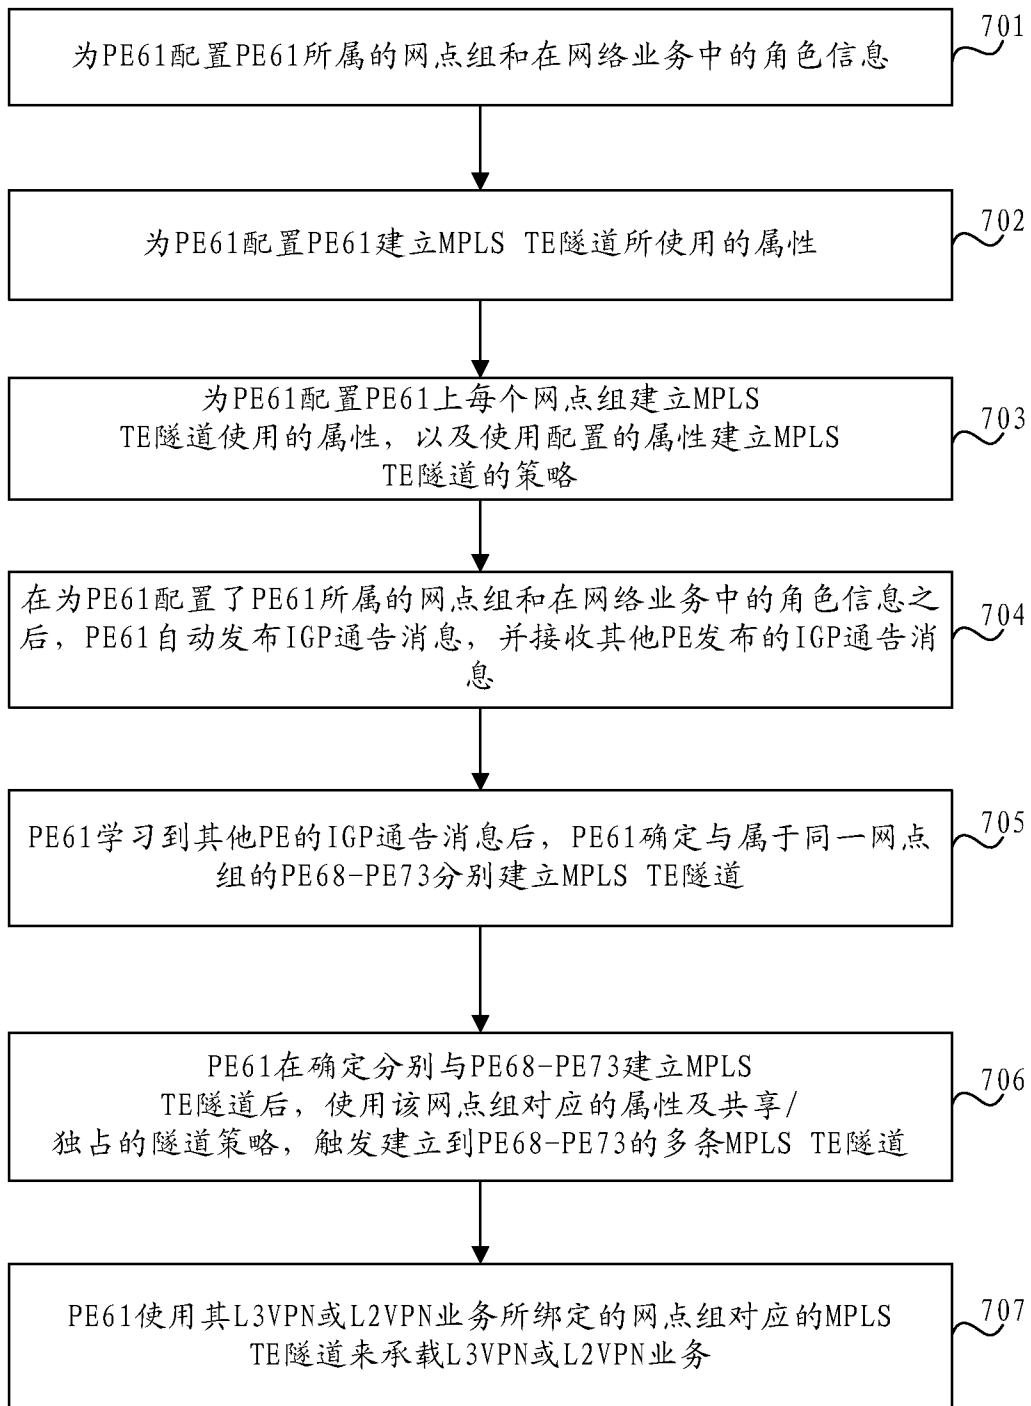 为PE61配置PE61所属的网点组和在网络业务中的角色信息
701
为PE61配置PE61建立MPLS TE隧道所使用的属性
702
为PE61配置PE61上每个网点组建立MPLS
TE隧道使用的属性，以及使用配置的属性建立MPLS
TE隧道的策略
703
在为PE61配置了PE61所属的网点组和在网络业务中的角色信息之
后，PE61自动发布IGP通告消息，并接收其他PE发布的IGP通告消
息
704
PE61学习到其他PE的IGP通告消息后，PE61确定与属于同一网点
组的PE68-PE73分别建立MPLS TE隧道
705
PE61在确定分别与PE68-PE73建立MPLS
TE隧道后，使用该网点组对应的属性及共享/
独占的隧道策略，触发建立到PE68-PE73的多条MPLS TE隧道
706
PE61使用其L3VPN或L2VPN业务所绑定的网点组对应的MPLS
TE隧道来承载L3VPN或L2VPN业务
707